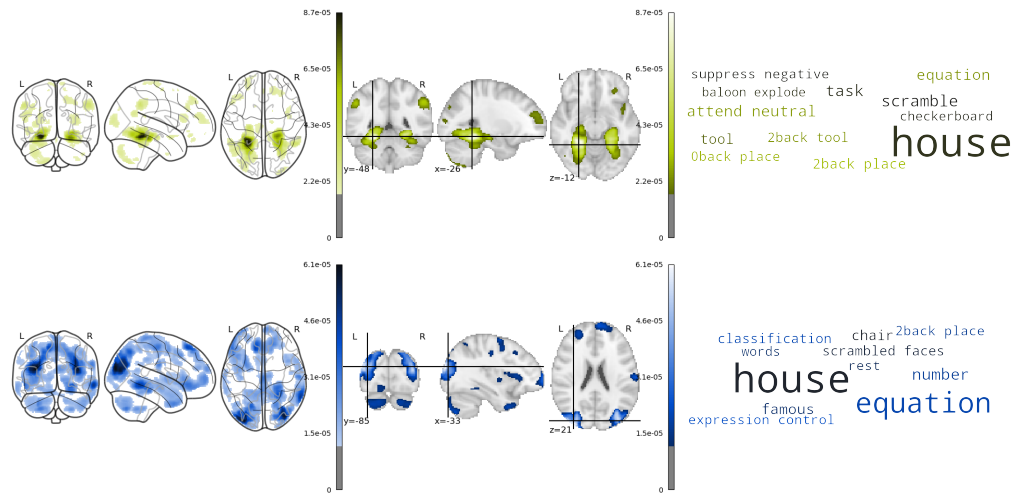 8.7e-05
8.7e-05
L R
L R
L R
L R
6.5e-05
6.5e-05
suppress negative
equation
baloon explode
task
scramble
attend neutral
checkerboard
4.3e-05
4.3e-05
house
tool
2back tool
0back place
2back place
y=-48
x=-26
z=-12
2.2e-05
2.2e-05
0
0
6.1e-05
6.1e-05
L R
L R
L R
L R
4.6e-05
4.6e-05
classification
chair
2back place
words
scrambled faces
rest
3.1e-05
3.1e-05
house
number
famous
equation
expression control
y=-85
x=-33
z=21
1.5e-05
1.5e-05
0
0